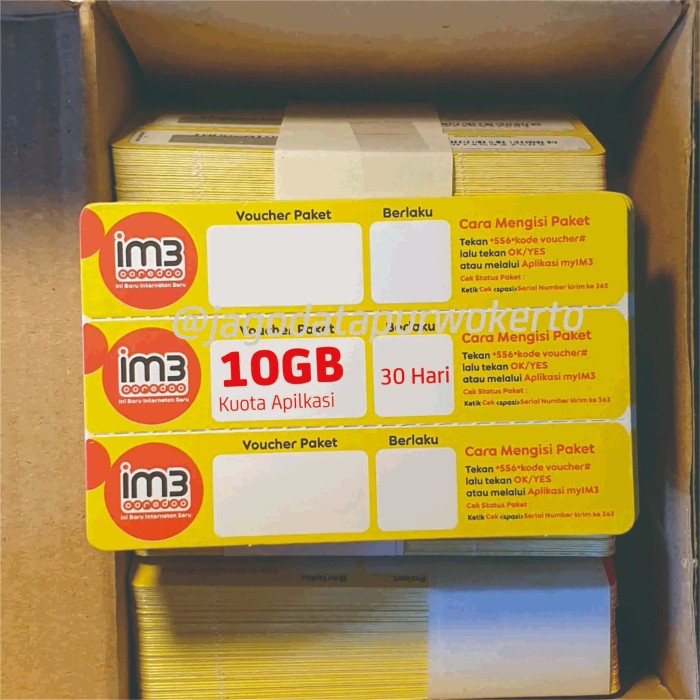 Voucher Paket
Berlaku
im3
ooredoo
Ini Baru Internetan Seru
Cara Mengisi Paket
Tekan *556*kode voucher#
lalu tekan OK/YES
atau melalui Aplikasi myIM3
Cek Status Paket :
Ketik Cek<spasi>Serial Number kirim ke 363
@jagodatapurwokerto
Voucher Paket
Berlaku
im3
ooredoo
Ini Baru Internetan Seru
10GB
Kuota Apilkasi
30 Hari
Cara Mengisi Paket
Tekan *556*kode voucher#
lalu tekan OK/YES
atau melalui Aplikasi myIM3
Cek Status Paket :
Ketik Cek<spasi>Serial Number kirim ke 363
Voucher Paket
Berlaku
im3
ooredoo
Ini Baru Internetan Seru
Cara Mengisi Paket
Tekan *556*kode voucher#
lalu tekan OK/YES
atau melalui Aplikasi myIM3
Cek Status Paket :
Ketik Cek<spasi>Serial Number kirim ke 363
Berlaku
Paket